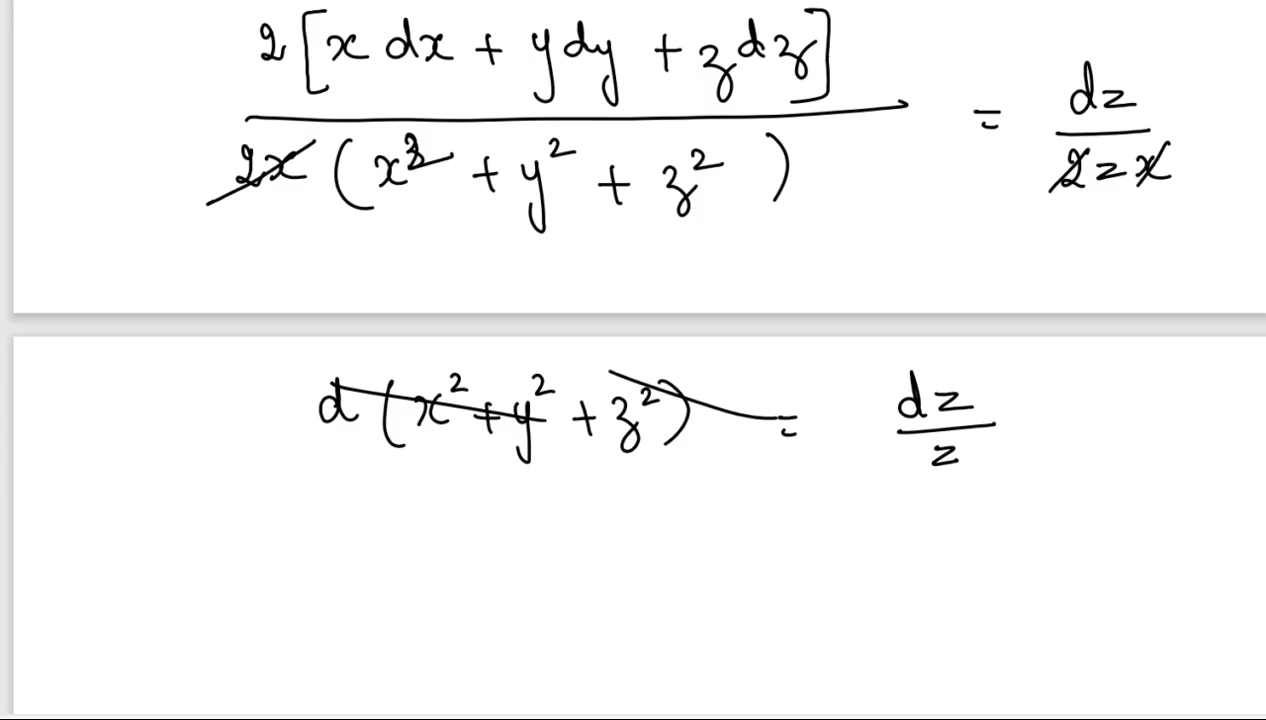 2 [x dx + y dy + z dz] / 2x (x² + y² + z²) = dz / 2zx
d (x² + y² + z²) = dz / z